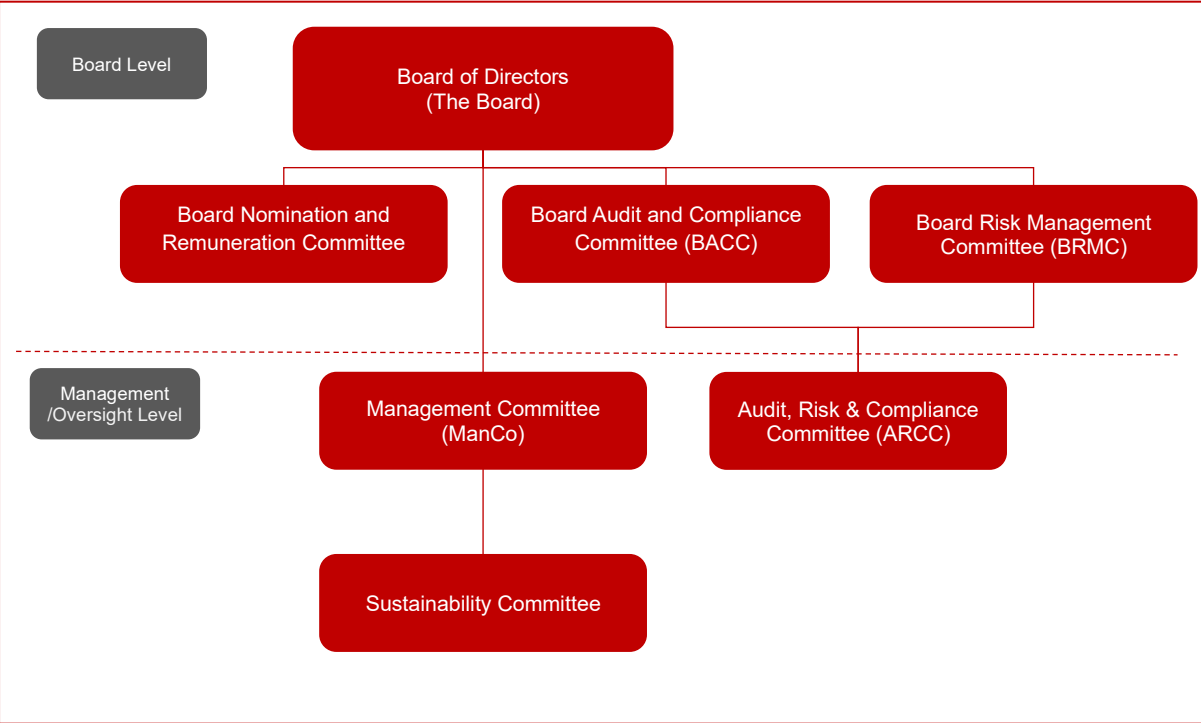 Board Level
Board of Directors
(The Board)
Board Nomination and
Remuneration Committee
Board Audit and Compliance
Committee (BACC)
Board Risk Management
Committee (BRMC)
Management
/Oversight Level
Management Committee
(ManCo)
Audit, Risk & Compliance
Committee (ARCC)
Sustainability Committee